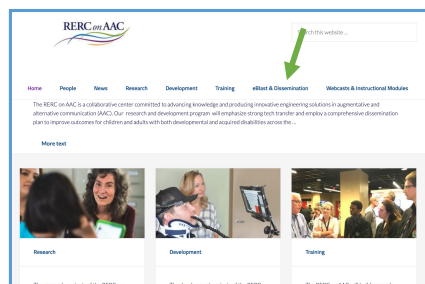 RERC on AAC
Search this website ...
Home People News Research Development Training eBlast & Dissemination Webcasts & Instructional Modules
The RERC on AAC is a collaborative center committed to advancing knowledge and producing innovative engineering solutions in augmentative and
alternative communication (AAC). Our research and development program will emphasize strong tech transfer and employ a comprehensive dissemination
plan to improve outcomes for children and adults with both developmental and acquired disabilities across the ...
More text
Research
Development
Training